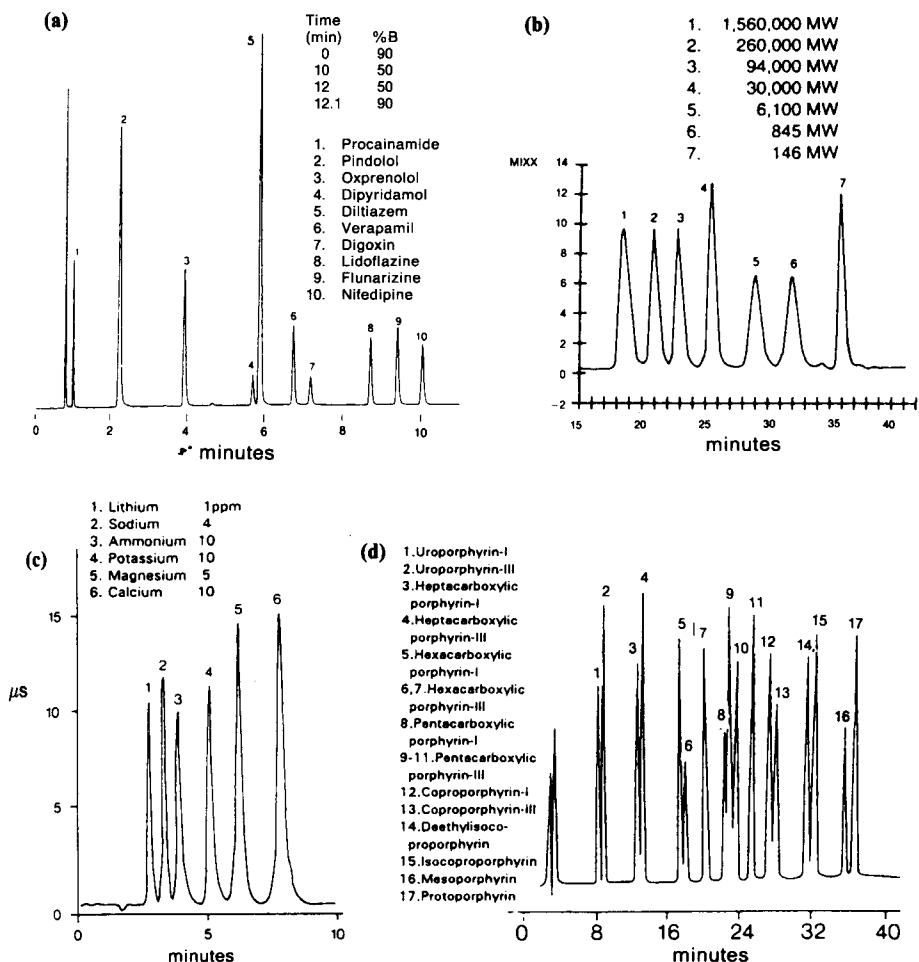 (a)
Time
(min) %B
0 90
10 50
12 50
12.1 90
1. Procainamide
2. Pindolol
3. Oxprenolol
4. Dipyridamol
5. Diltiazem
6. Verapamil
7. Digoxin
8. Lidoflazine
9. Flunarizine
10. Nifedipine
1
2
3
4
5
6
7
8
9
10
0 2 4 6 8 10
minutes
(b)
1. 1,560,000 MW
2. 260,000 MW
3. 94,000 MW
4. 30,000 MW
5. 6,100 MW
6. 845 MW
7. 146 MW
MIXX 14
12
10
8
6
4
2
0
-2
1
2
3
4
5
6
7
15 20 25 30 35 40
minutes
(c)
1. Lithium 1ppm
2. Sodium 4
3. Ammonium 10
4. Potassium 10
5. Magnesium 5
6. Calcium 10
15
10
µS
5
0
1
2
3
4
5
6
0 5 10
minutes
(d)
1.Uroporphyrin-I
2.Uroporphyrin-III
3.Heptacarboxylic
porphyrin-I
4.Heptacarboxylic
porphyrin-III
5.Hexacarboxylic
porphyrin-I
6,7.Hexacarboxylic
porphyrin-III
8.Pentacarboxylic
porphyrin-I
9-11.Pentacarboxylic
porphyrin-III
12.Coproporphyrin-I
13.Coproporphyrin-III
14.Deethylisoco-
proporphyrin
15.Isocoproporphyrin
16.Mesoporphyrin
17.Protoporphyrin
1
2
3
4
5
6
7
8
9
10
11
12
13
14
15
16
17
0 8 16 24 32 40
minutes